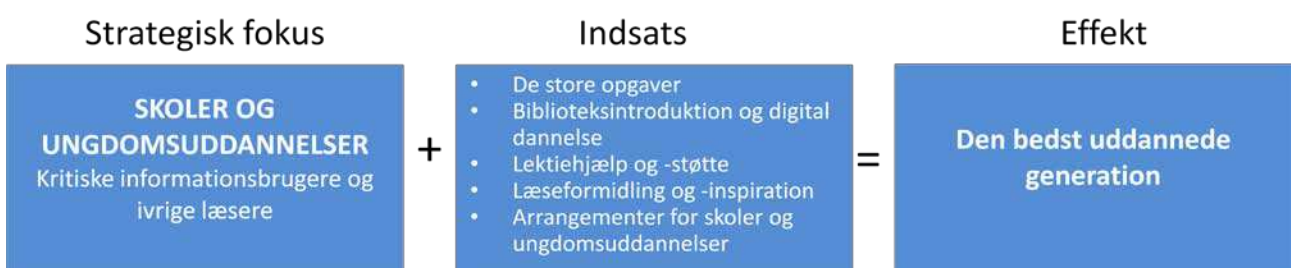 Strategisk fokus
SKOLER OG
UNGDOMSUDDANNELSER
Kritiske informationsbrugere og
ivrige læsere
+
Indsats
• De store opgaver
• Biblioteksintroduktion og digital
dannelse
• Lektiehjælp og -støtte
• Læseformidling og -inspiration
• Arrangementer for skoler og
ungdomsuddannelser
=
Effekt
Den bedst uddannede
generation